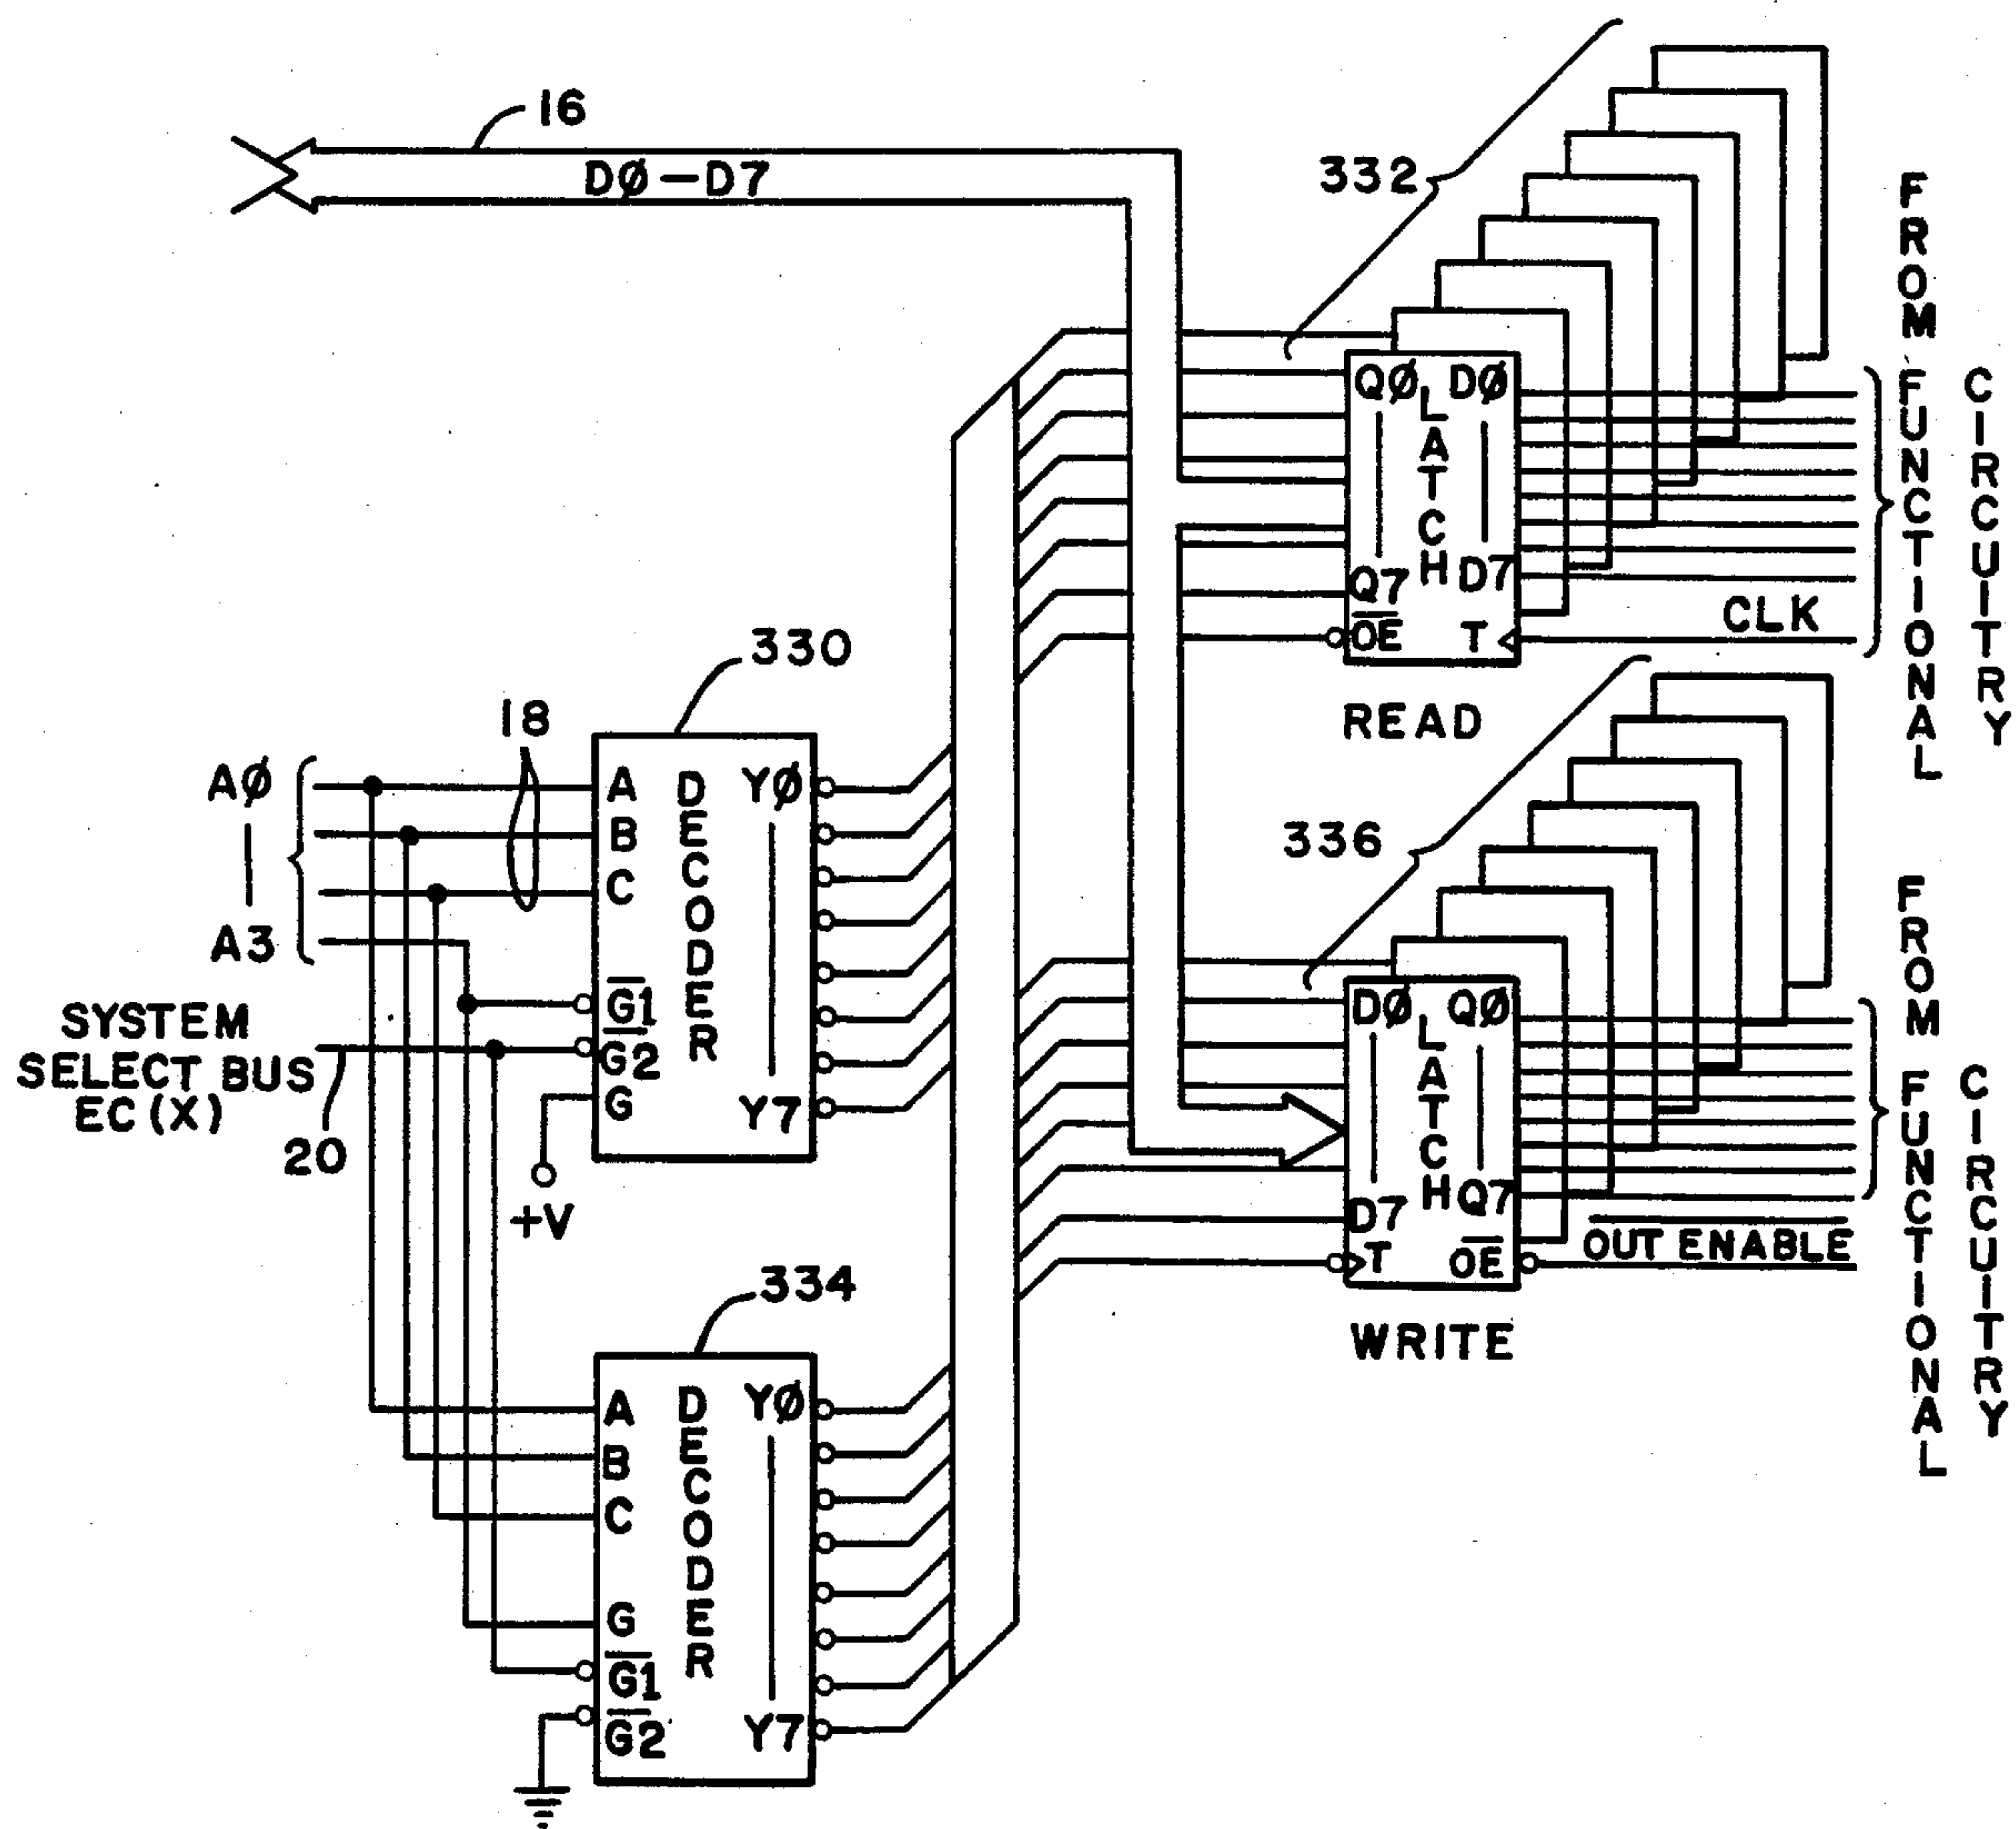 16
DØ-D7
332
FROM FUNCTIONAL CIRCUITRY
QØ DØ
LATCH
Q7 D7
OE T
CLK
READ
330
18
AØ
A3
A DECODER YØ
B
C
G1
G2
G Y7
SYSTEM
SELECT BUS
EC(X)
20
+V
336
FROM FUNCTIONAL CIRCUITRY
DØ QØ
LATCH
D7 Q7
T OE
OUT ENABLE
WRITE
334
A DECODER YØ
B
C
G
G1
G2 Y7